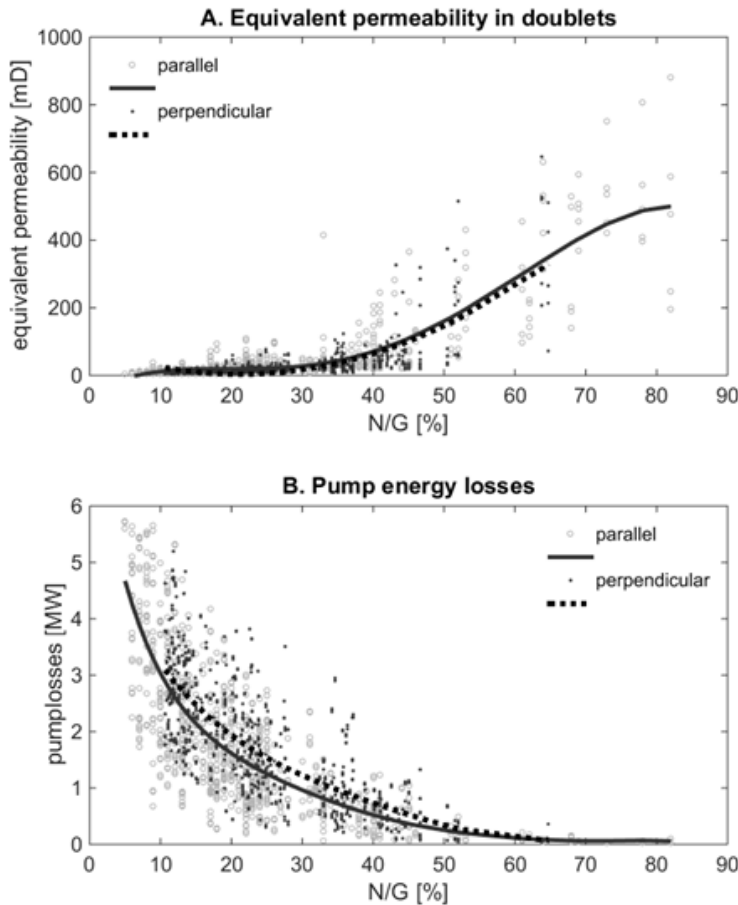 A. Equivalent permeability in doublets
equivalent permeability [mD]
1000
800
600
400
200
0
parallel
perpendicular
0 10 20 30 40 50 60 70 80 90
N/G [%]
B. Pump energy losses
pumplosses [MW]
6
5
4
3
2
1
0
parallel
perpendicular
0 10 20 30 40 50 60 70 80 90
N/G [%]